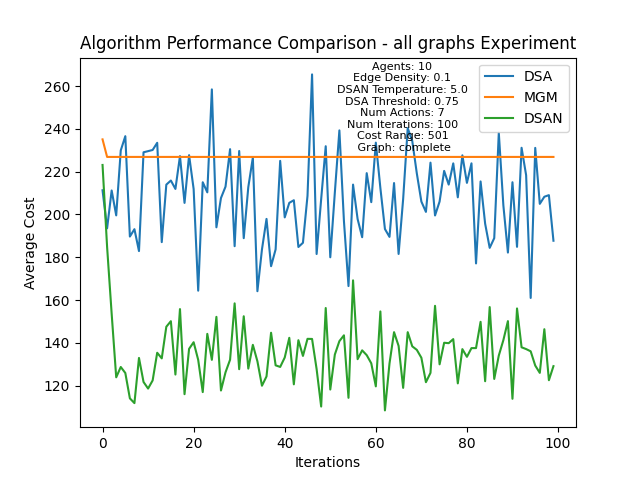 Algorithm Performance Comparison - all graphs Experiment
Agents: 10
Edge Density: 0.1
DSAN Temperature: 5.0
DSA Threshold: 0.75
Num Actions: 7
Num Iterations: 100
Cost Range: 501
Graph: complete
DSA
MGM
DSAN
Average Cost
260
240
220
200
180
160
140
120
0
20
40
60
80
100
Iterations